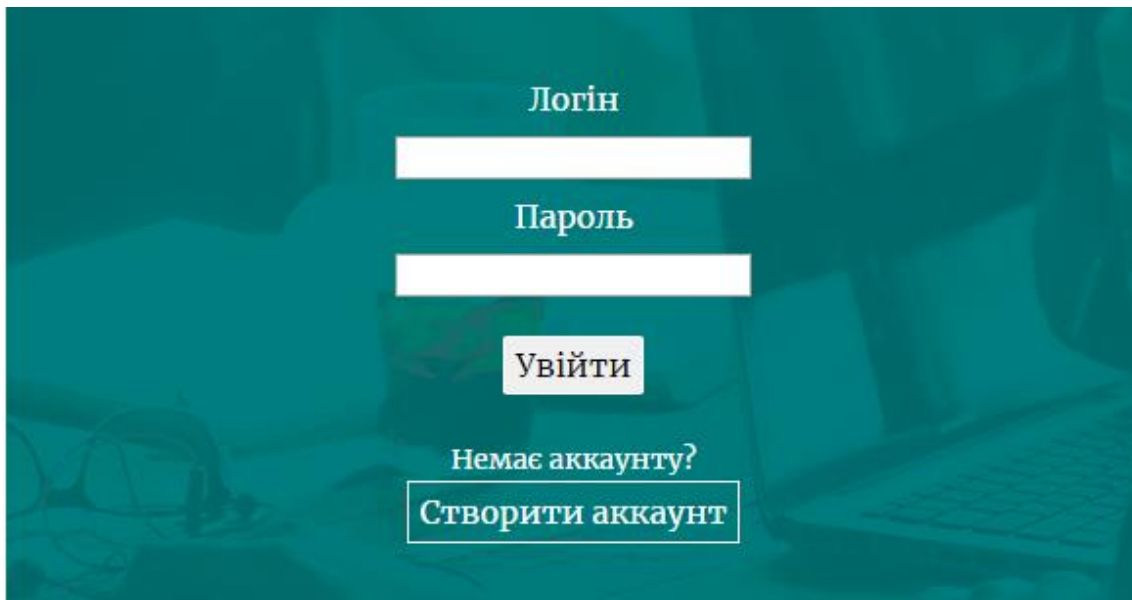 Логін
Пароль
Увійти
Немає аккаунту?
Створити аккаунт